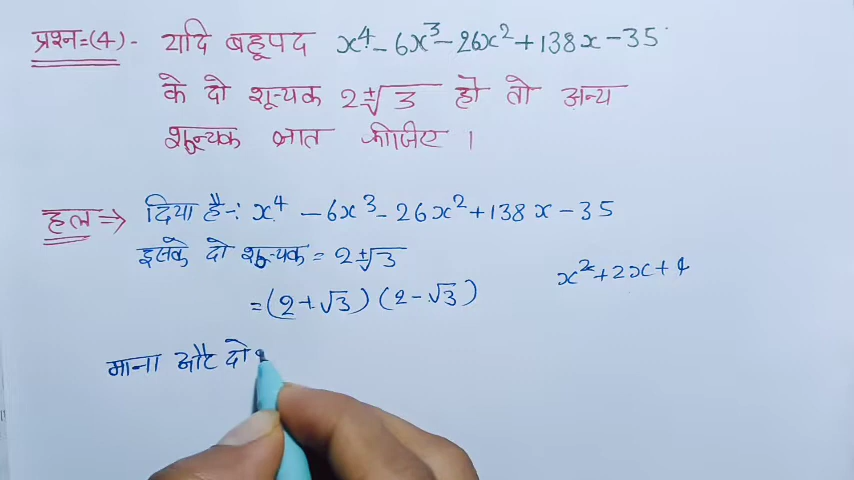 प्रश्न=(4)- यदि बहूपद x⁴-6x³-26x²+138x-35
के दो शून्यक 2±√3 हो तो अन्य
शून्यक ज्ञात कीजिए ।
हल⇒ दिया है-: x⁴ -6x³-26x²+138x-35
इसके दो शून्यक = 2±√3
x²+2x+1
=(2+√3)(2-√3)
माना और दो